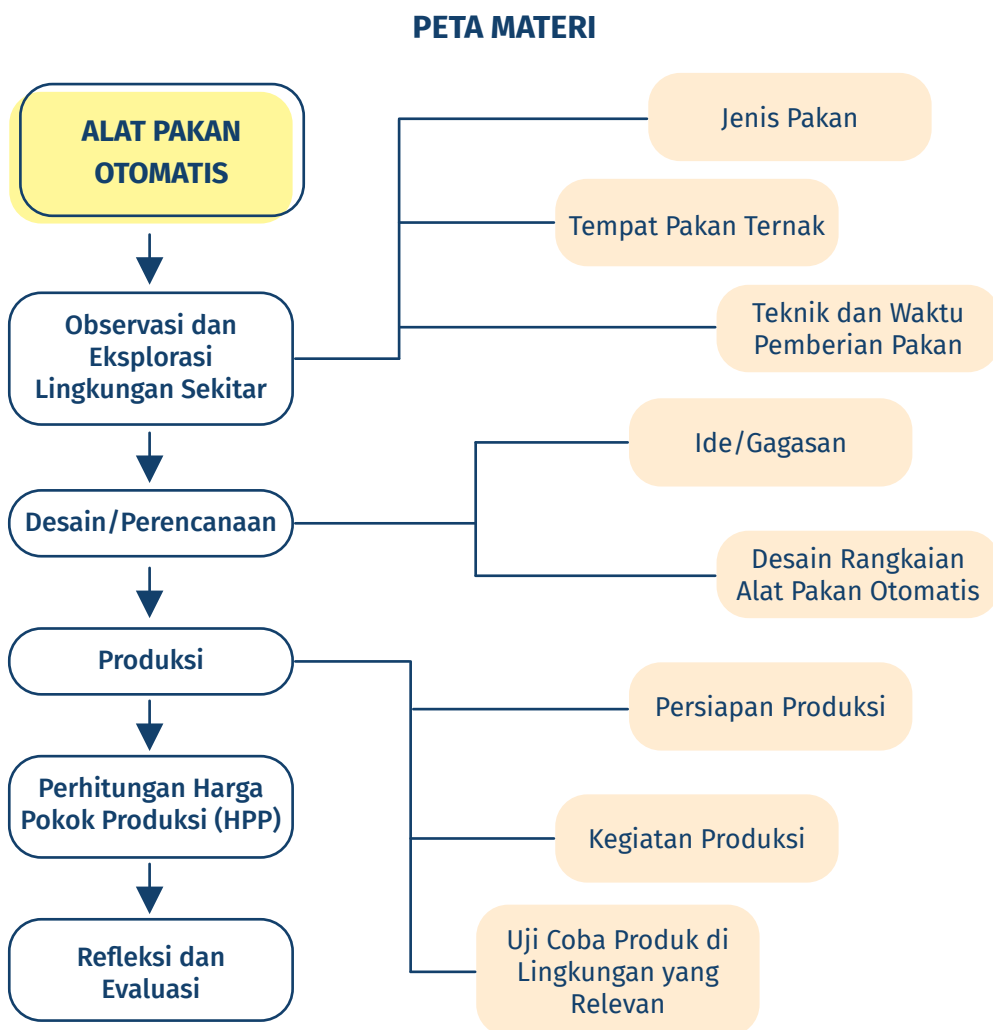 PETA MATERI
ALAT PAKAN
OTOMATIS
Jenis Pakan
Tempat Pakan Ternak
Observasi dan
Eksplorasi
Lingkungan Sekitar
Teknik dan Waktu
Pemberian Pakan
Ide/Gagasan
Desain/Perencanaan
Desain Rangkaian
Alat Pakan Otomatis
Produksi
Persiapan Produksi
Perhitungan Harga
Pokok Produksi (HPP)
Kegiatan Produksi
Refleksi dan
Evaluasi
Uji Coba Produk di
Lingkungan yang
Relevan